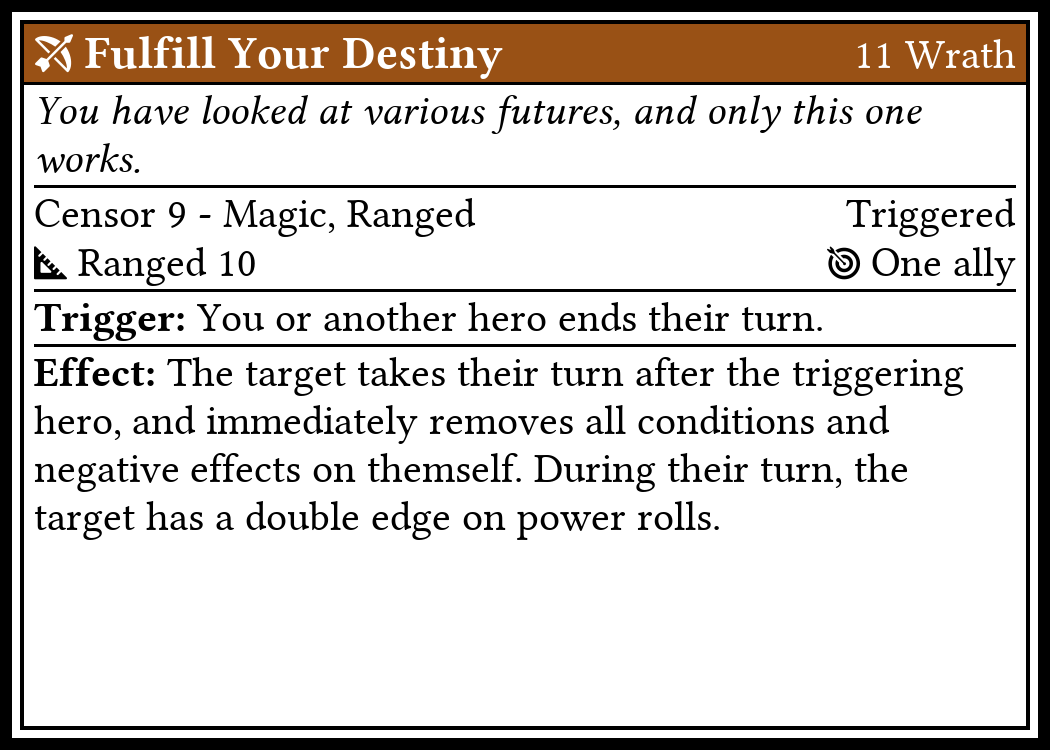 Fulfill Your Destiny 11 Wrath
You have looked at various futures, and only this one
works.
Censor 9 - Magic, Ranged Triggered
Ranged 10 One ally
Trigger: You or another hero ends their turn.
Effect: The target takes their turn after the triggering
hero, and immediately removes all conditions and
negative effects on themself. During their turn, the
target has a double edge on power rolls.